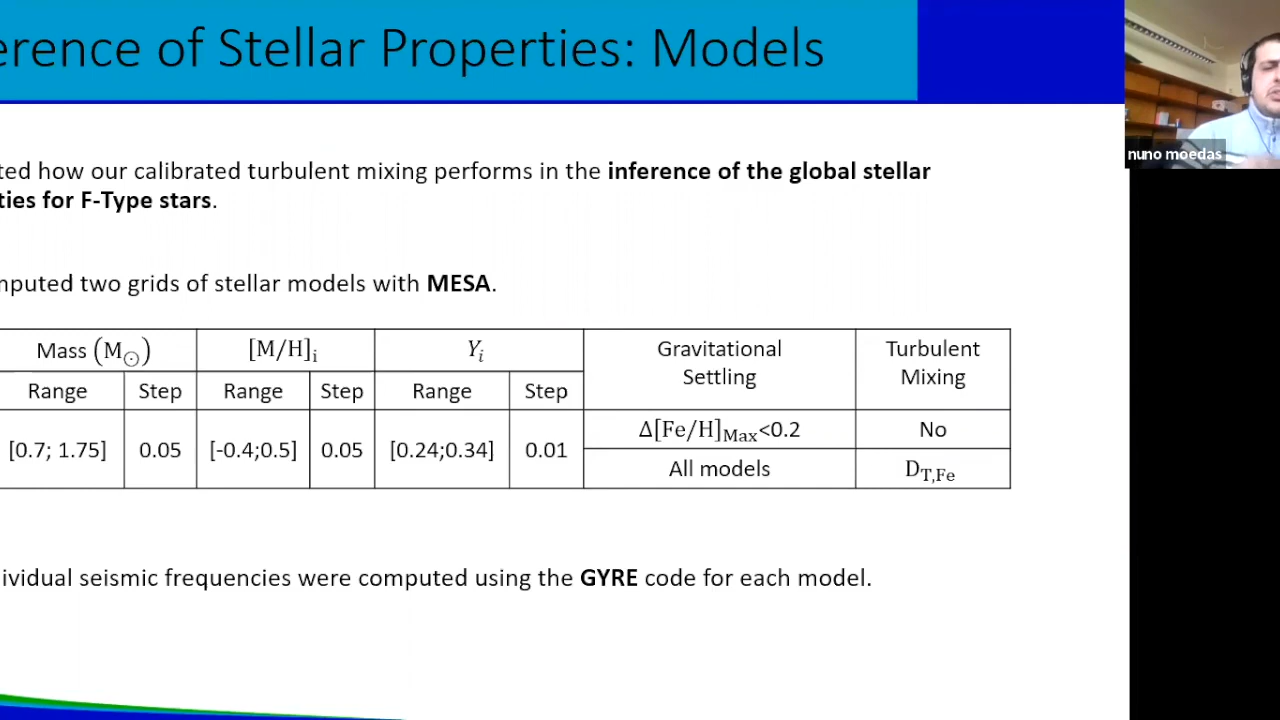 erence of Stellar Properties: Models
nuno moedas
ted how our calibrated turbulent mixing performs in the inference of the global stellar
ties for F-Type stars.
mputed two grids of stellar models with MESA.
Mass (M☉) [M/H]i Yi Gravitational Settling Turbulent Mixing
Range Step Range Step Range Step
[0.7; 1.75] 0.05 [-0.4;0.5] 0.05 [0.24;0.34] 0.01
Δ[Fe/H]Max<0.2 No
All models DT,Fe
ividual seismic frequencies were computed using the GYRE code for each model.